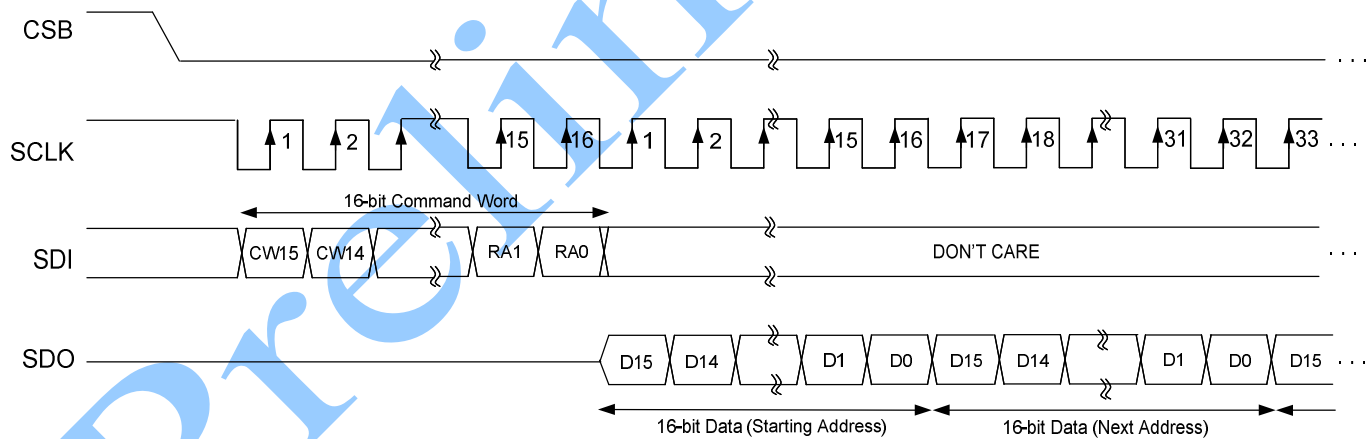 CSB
. . .
SCLK 1 2 15 16 1 2 15 16 17 18 31 32 33 . . .
16-bit Command Word
SDI CW15 CW14 RA1 RA0 DON'T CARE . . .
SDO D15 D14 D1 D0 D15 D14 D1 D0 D15 . . .
16-bit Data (Starting Address) 16-bit Data (Next Address)
Prelim